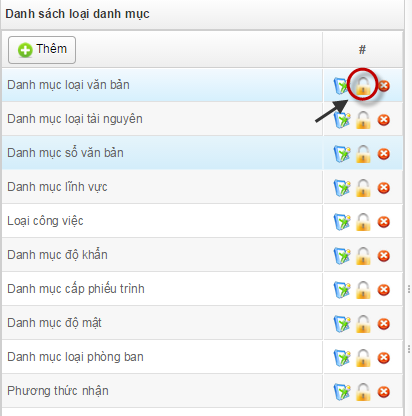 Danh sách loại danh mục
Thêm #
Danh mục loại văn bản
Danh mục loại tài nguyên
Danh mục sổ văn bản
Danh mục lĩnh vực
Loại công việc
Danh mục độ khẩn
Danh mục cấp phiếu trình
Danh mục độ mật
Danh mục loại phòng ban
Phương thức nhận